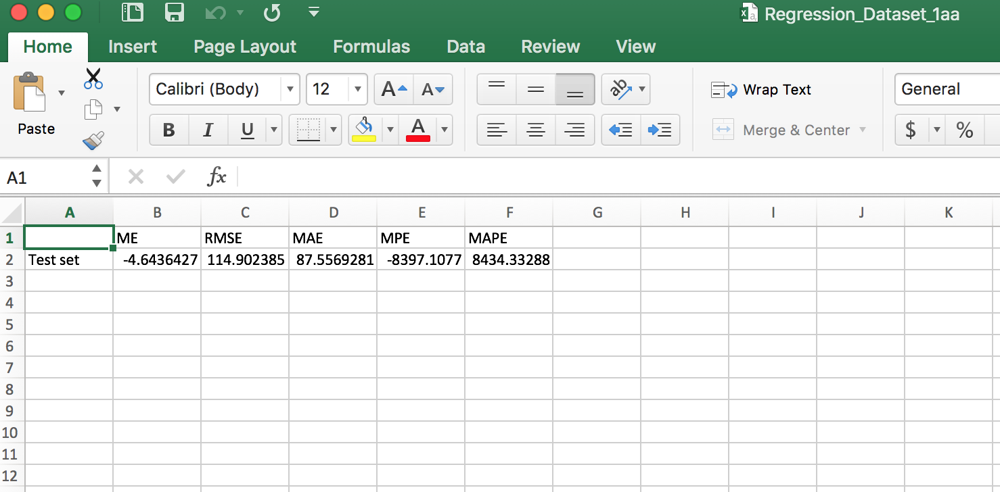 Regression_Dataset_1aa
Home Insert Page Layout Formulas Data Review View
Calibri (Body) 12 A A ab Wrap Text General
Paste B I U A Merge & Center $ %
A1 fx
A B C D E F G H I J K
1 ME RMSE MAE MPE MAPE
2 Test set -4.6436427 114.902385 87.5569281 -8397.1077 8434.33288
3
4
5
6
7
8
9
10
11
12